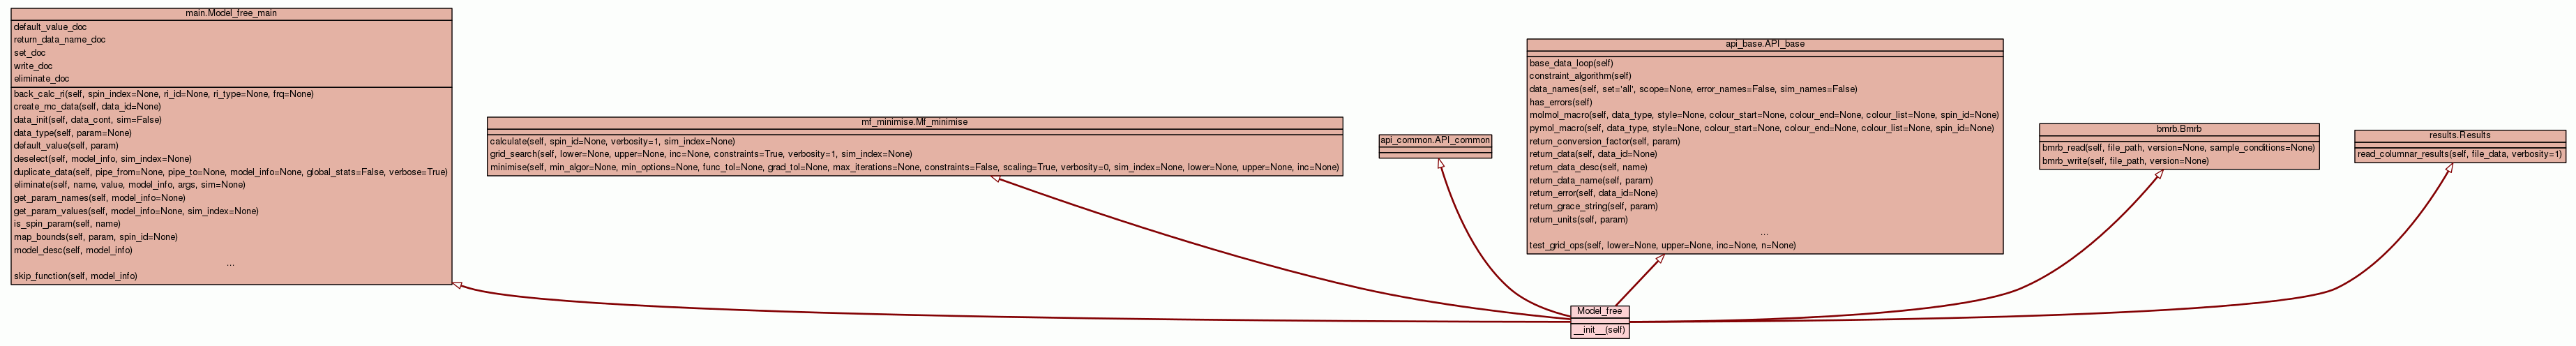 main.Model_free_main
default_value_doc
return_data_name_doc
set_doc
write_doc
eliminate_doc
back_calc_ri(self, spin_index=None, ri_id=None, ri_type=None, frq=None)
create_mc_data(self, data_id=None)
data_init(self, data_cont, sim=False)
data_type(self, param=None)
default_value(self, param)
deselect(self, model_info, sim_index=None)
duplicate_data(self, pipe_from=None, pipe_to=None, model_info=None, global_stats=False, verbose=True)
eliminate(self, name, value, model_info, args, sim=None)
get_param_names(self, model_info=None)
get_param_values(self, model_info=None, sim_index=None)
is_spin_param(self, name)
map_bounds(self, param, spin_id=None)
model_desc(self, model_info)
...
skip_function(self, model_info)
mf_minimise.Mf_minimise
calculate(self, spin_id=None, verbosity=1, sim_index=None)
grid_search(self, lower=None, upper=None, inc=None, constraints=True, verbosity=1, sim_index=None)
minimise(self, min_algor=None, min_options=None, func_tol=None, grad_tol=None, max_iterations=None, constraints=False, scaling=True, verbosity=0, sim_index=None, lower=None, upper=None, inc=None)
api_common.API_common
api_base.API_base
base_data_loop(self)
constraint_algorithm(self)
data_names(self, set='all', scope=None, error_names=False, sim_names=False)
has_errors(self)
molmol_macro(self, data_type, style=None, colour_start=None, colour_end=None, colour_list=None, spin_id=None)
pymol_macro(self, data_type, style=None, colour_start=None, colour_end=None, colour_list=None, spin_id=None)
return_conversion_factor(self, param)
return_data(self, data_id=None)
return_data_desc(self, name)
return_data_name(self, param)
return_error(self, data_id=None)
return_grace_string(self, param)
return_units(self, param)
...
test_grid_ops(self, lower=None, upper=None, inc=None, n=None)
bmrb.Bmrb
bmrb_read(self, file_path, version=None, sample_conditions=None)
bmrb_write(self, file_path, version=None)
results.Results
read_columnar_results(self, file_data, verbosity=1)
Model_free
__init__(self)